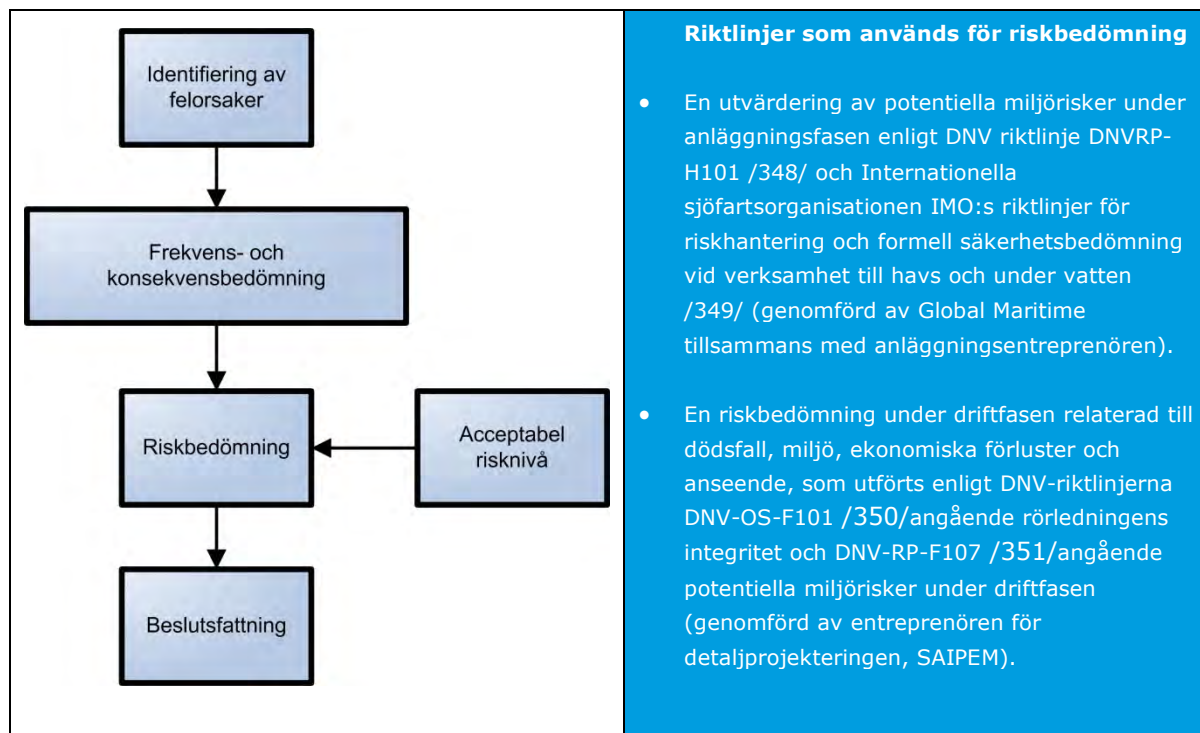 Identifiering av
felorsaker
Frekvens- och
konsekvensbedömning
Riskbedömning
Acceptabel
risknivå
Beslutsfattning
Riktlinjer som används för riskbedömning
• En utvärdering av potentiella miljörisker under
anläggningsfasen enligt DNV riktlinje DNVRP-
H101 /348/ och Internationella
sjöfartsorganisationen IMO:s riktlinjer för
riskhantering och formell säkerhetsbedömning
vid verksamhet till havs och under vatten
/349/ (genomförd av Global Maritime
tillsammans med anläggningsentreprenören).
• En riskbedömning under driftfasen relaterad till
dödsfall, miljö, ekonomiska förluster och
anseende, som utförts enligt DNV-riktlinjerna
DNV-OS-F101 /350/angående rörledningens
integritet och DNV-RP-F107 /351/angående
potentiella miljörisker under driftfasen
(genomförd av entreprenören för
detaljprojekteringen, SAIPEM).